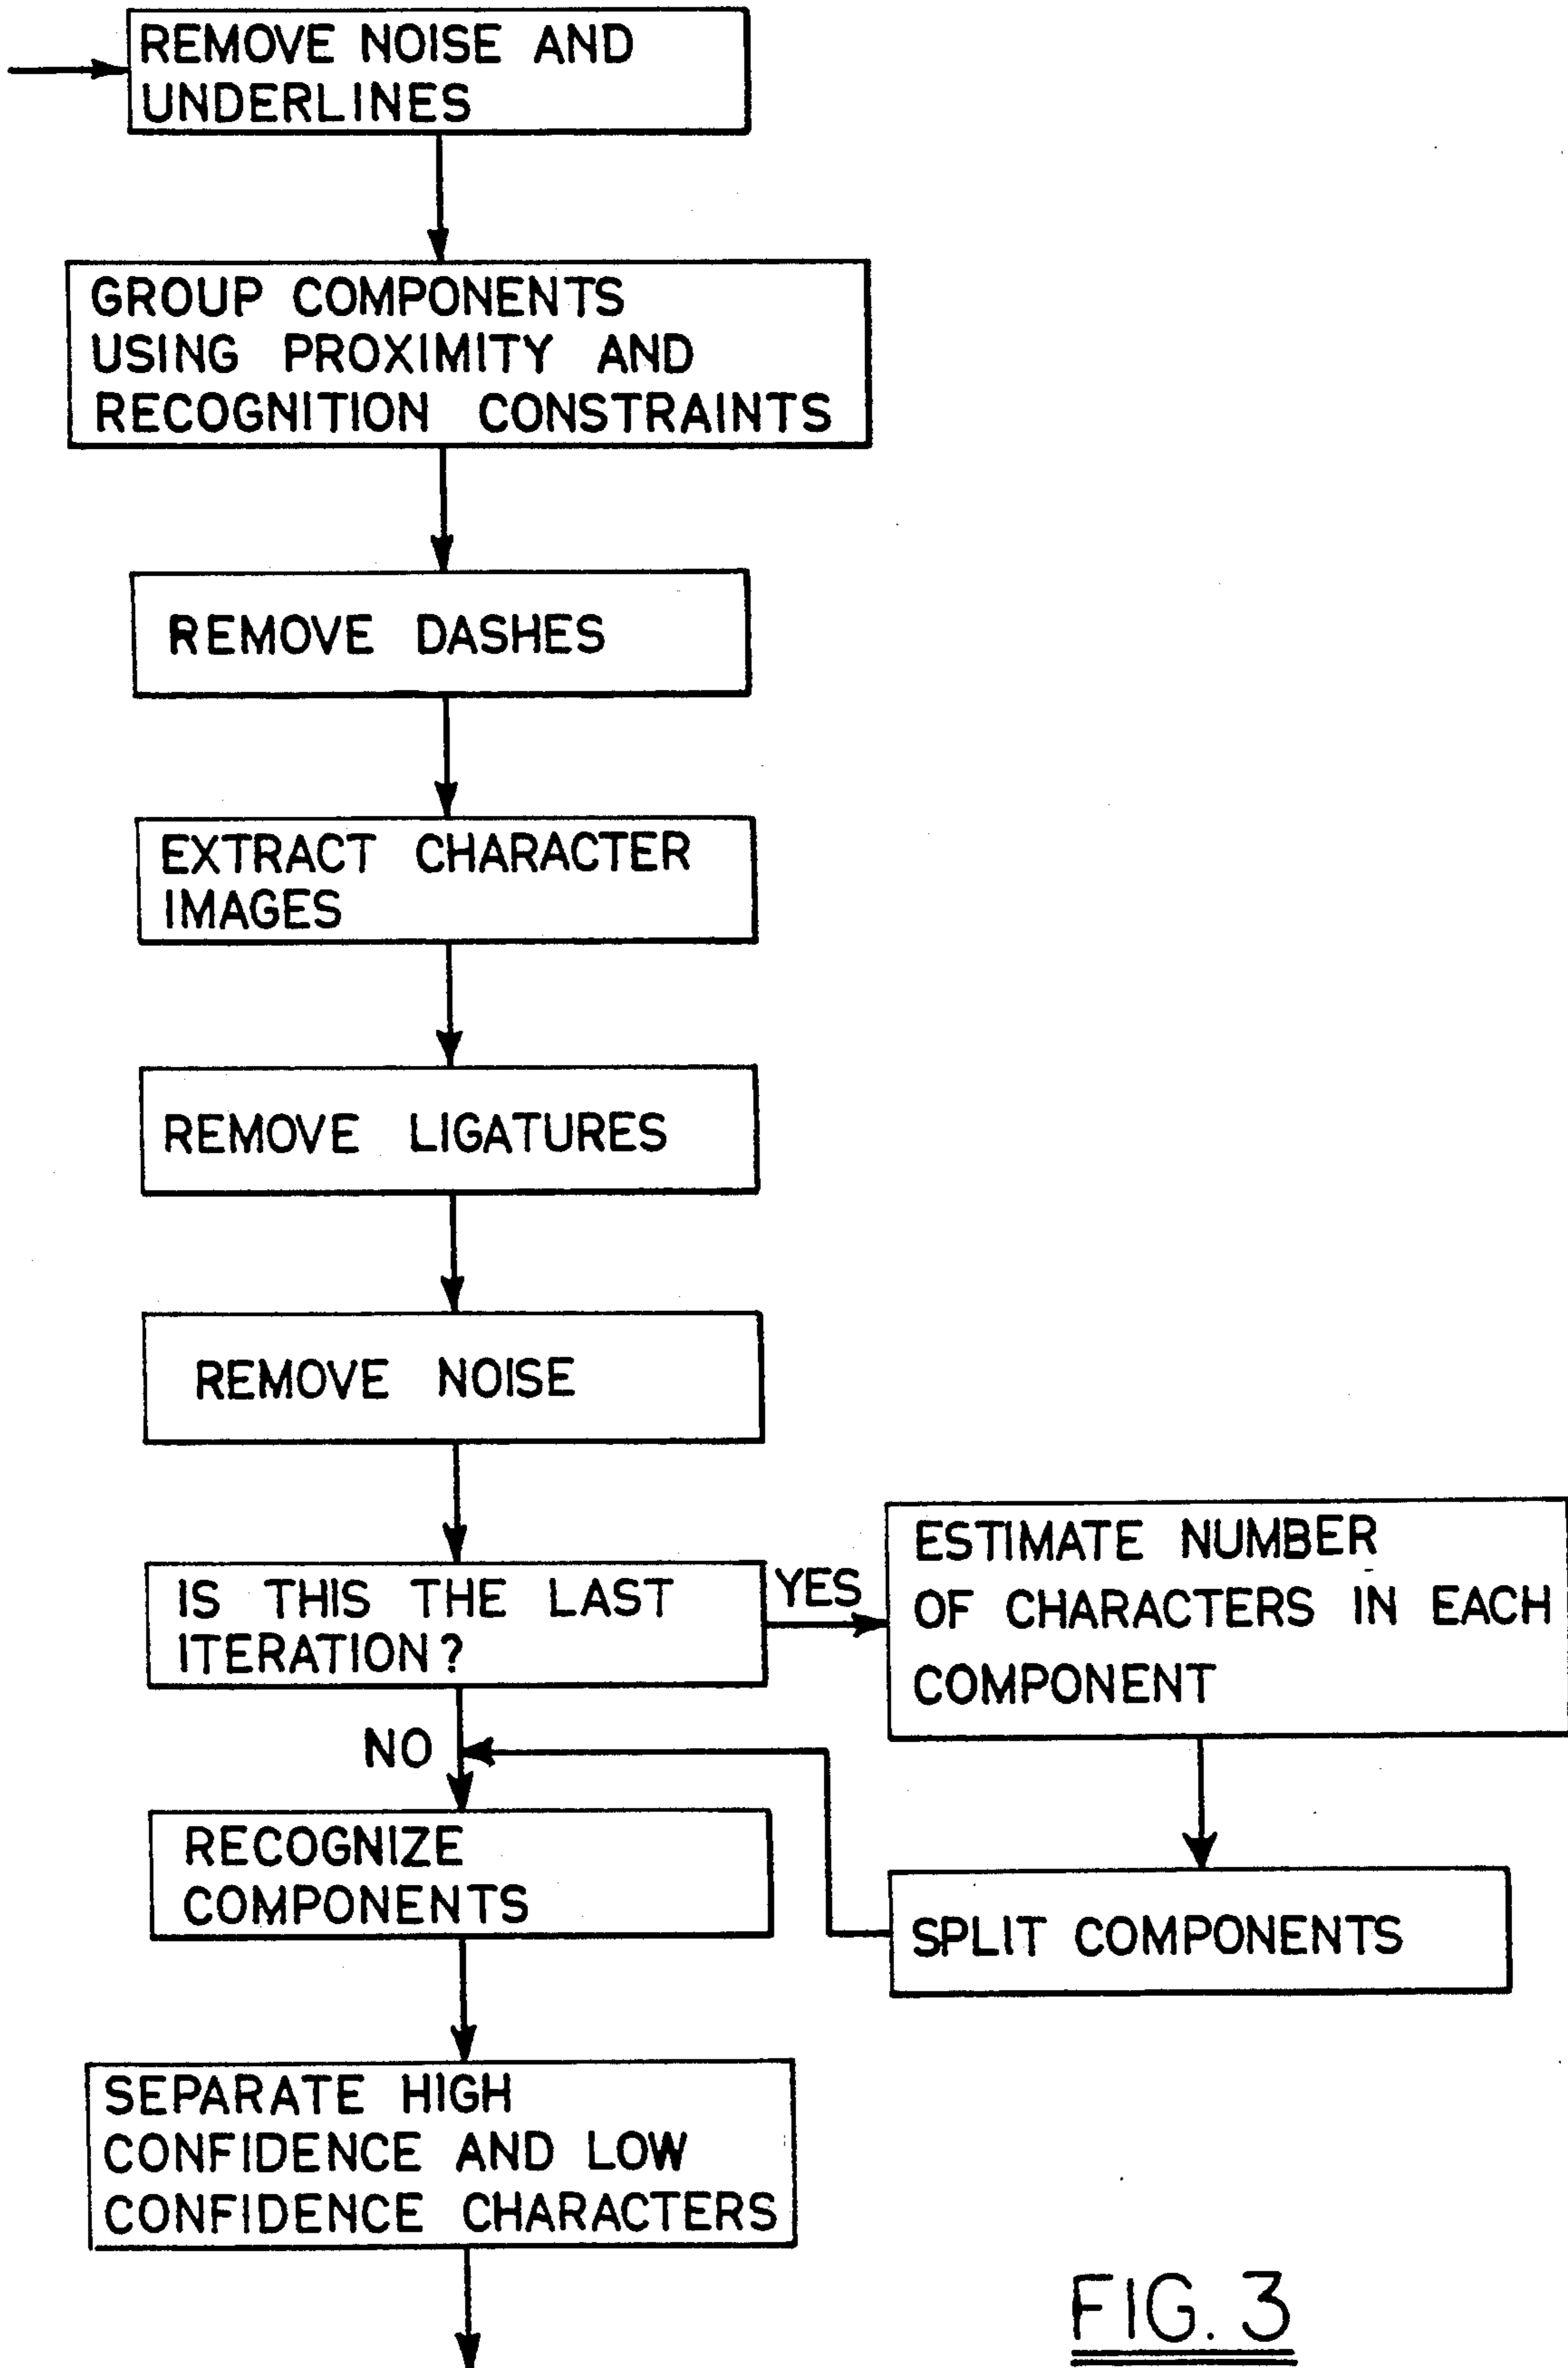 REMOVE NOISE AND
UNDERLINES
GROUP COMPONENTS
USING PROXIMITY AND
RECOGNITION CONSTRAINTS
REMOVE DASHES
EXTRACT CHARACTER
IMAGES
REMOVE LIGATURES
REMOVE NOISE
IS THIS THE LAST
ITERATION?
YES
ESTIMATE NUMBER
OF CHARACTERS IN EACH
COMPONENT
NO
RECOGNIZE
COMPONENTS
SPLIT COMPONENTS
SEPARATE HIGH
CONFIDENCE AND LOW
CONFIDENCE CHARACTERS
FIG. 3